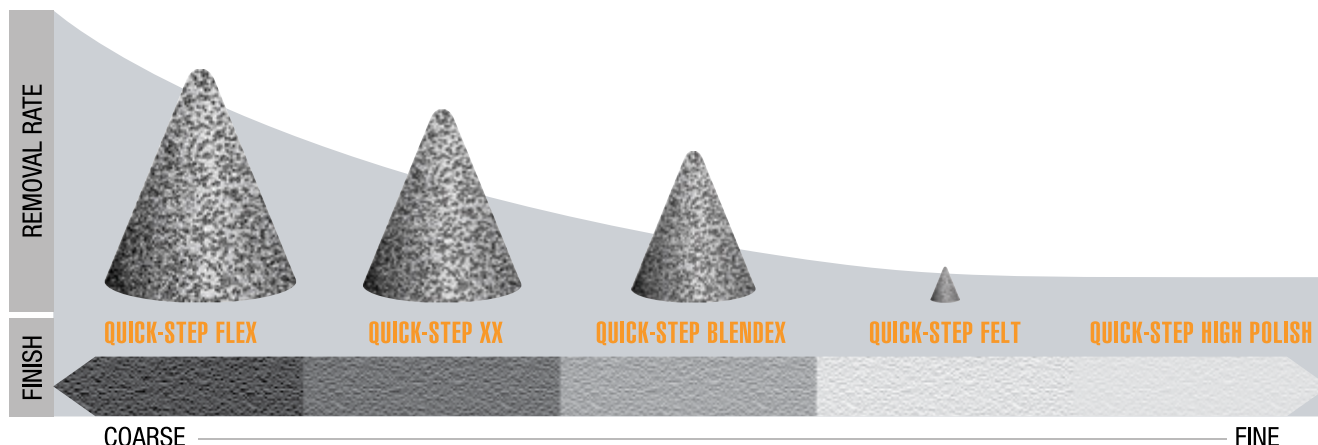 REMOVAL RATE
QUICK-STEP FLEX
QUICK-STEP XX
QUICK-STEP BLENDEX
QUICK-STEP FELT
QUICK-STEP HIGH POLISH
FINISH
COARSE
FINE